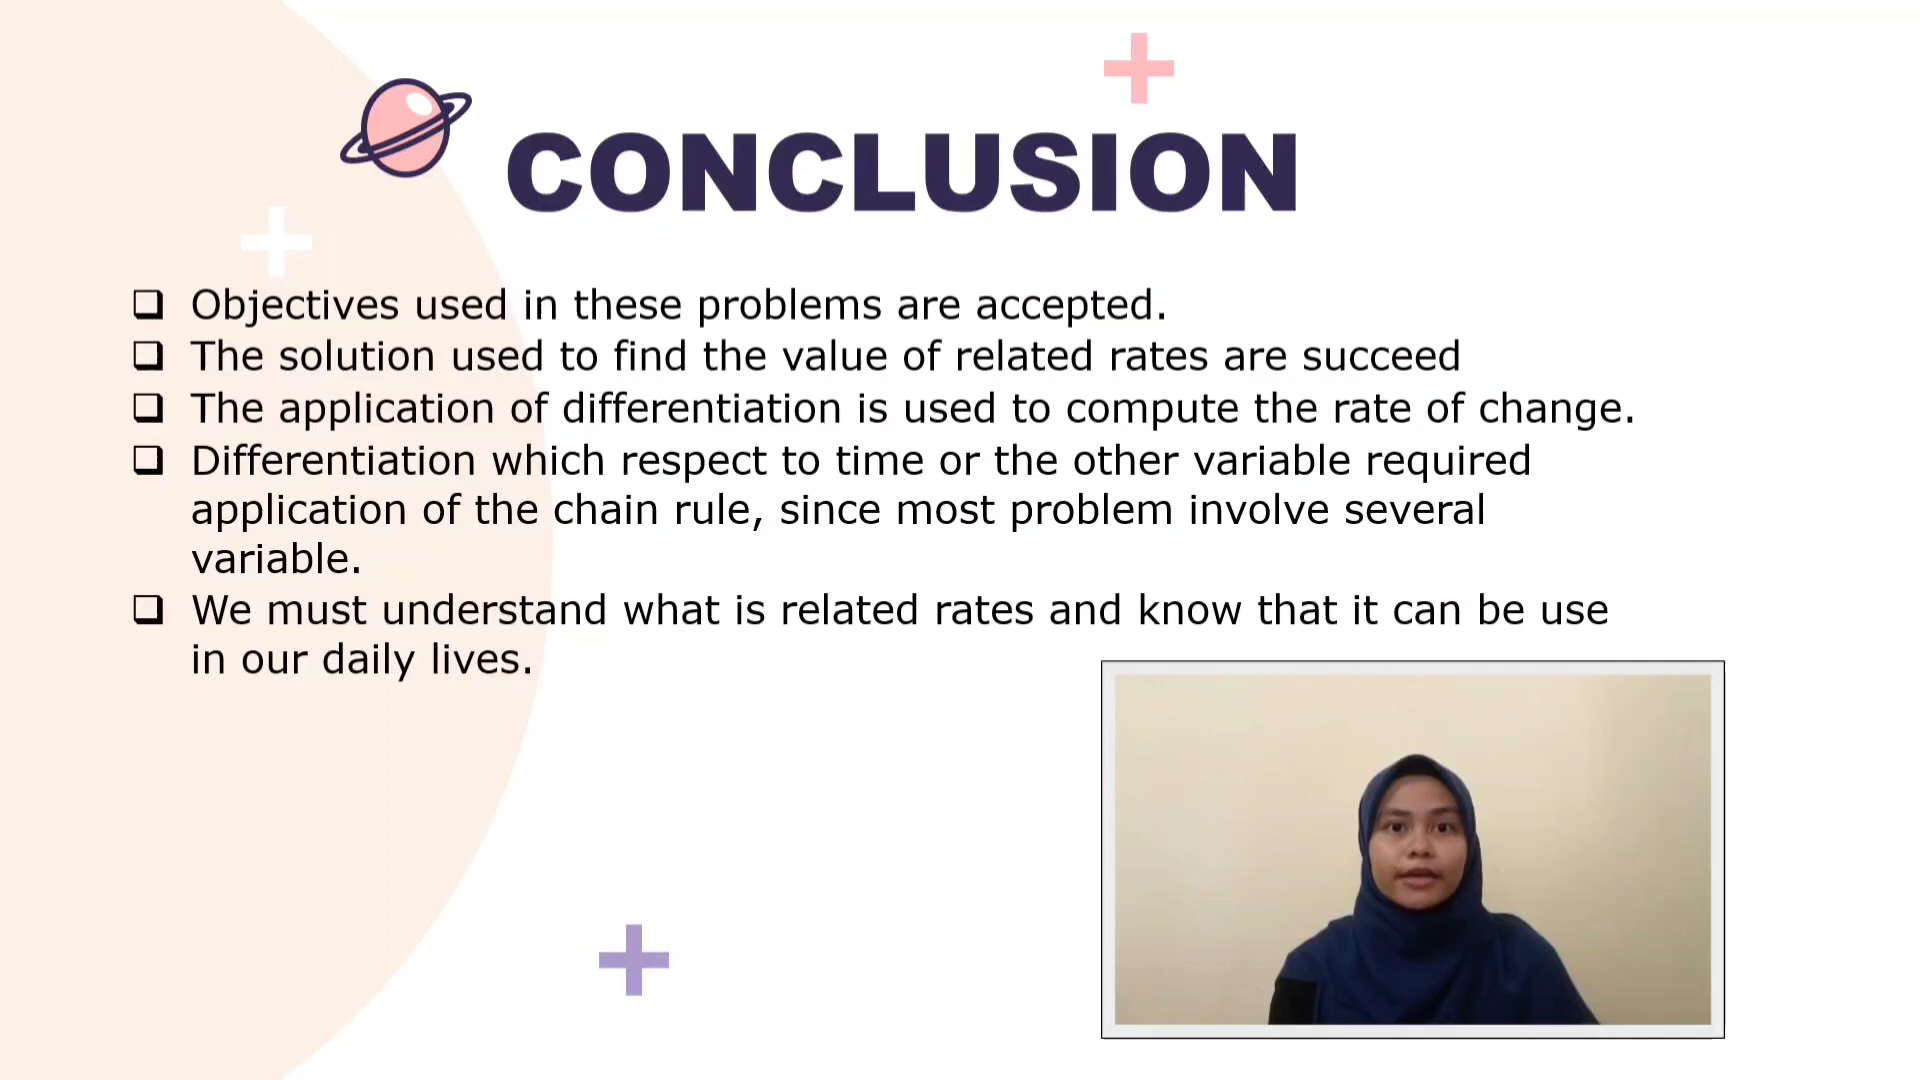 CONCLUSION
❑ Objectives used in these problems are accepted.
❑ The solution used to find the value of related rates are succeed
❑ The application of differentiation is used to compute the rate of change.
❑ Differentiation which respect to time or the other variable required
application of the chain rule, since most problem involve several
variable.
❑ We must understand what is related rates and know that it can be use
in our daily lives.